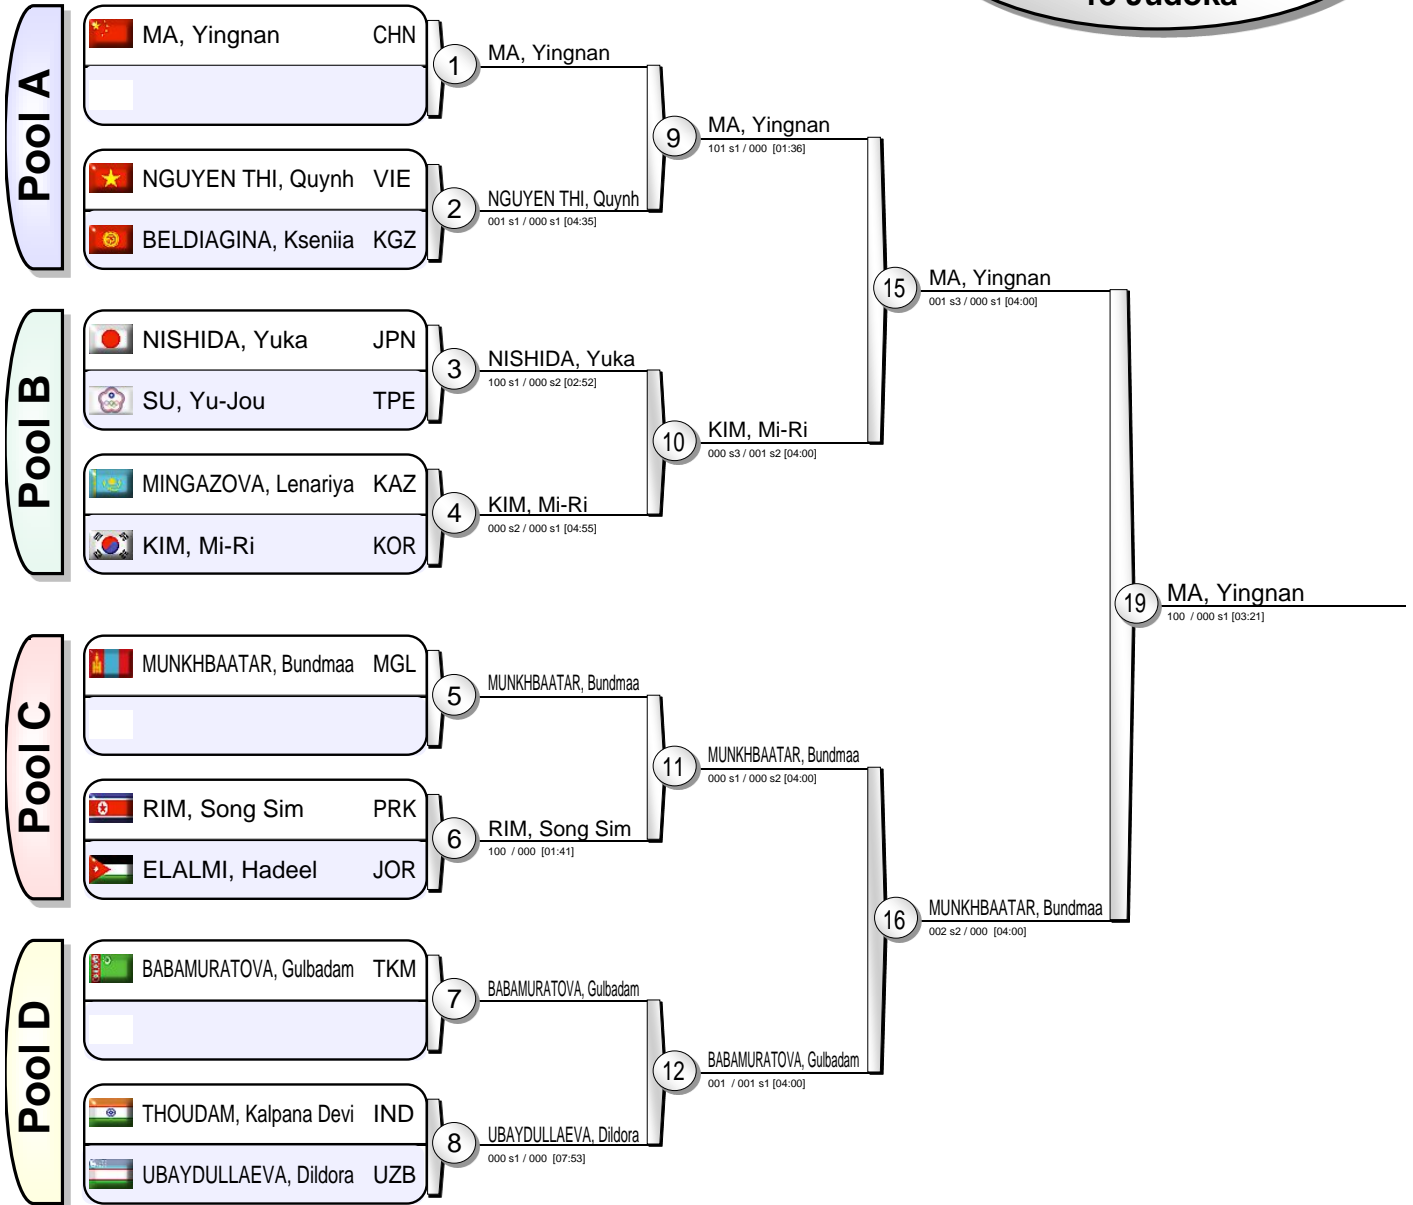 13 Judoka
Pool A
MA, Yingnan CHN
NGUYEN THI, Quynh VIE
BELDIAGINA, Kseniia KGZ
Pool B
NISHIDA, Yuka JPN
SU, Yu-Jou TPE
MINGAZOVA, Lenariya KAZ
KIM, Mi-Ri KOR
Pool C
MUNKHBAATAR, Bundmaa MGL
RIM, Song Sim PRK
ELALMI, Hadeel JOR
Pool D
BABAMURATOVA, Gulbadam TKM
THOUDAM, Kalpana Devi IND
UBAYDULLAEVA, Dildora UZB
1
MA, Yingnan
2
NGUYEN THI, Quynh
001 s1 / 000 s1 [04:35]
3
NISHIDA, Yuka
100 s1 / 000 s2 [02:52]
4
KIM, Mi-Ri
000 s2 / 000 s1 [04:55]
5
MUNKHBAATAR, Bundmaa
6
RIM, Song Sim
100 / 000 [01:41]
7
BABAMURATOVA, Gulbadam
8
UBAYDULLAEVA, Dildora
000 s1 / 000 [07:53]
9
MA, Yingnan
101 s1 / 000 [01:36]
10
KIM, Mi-Ri
000 s3 / 001 s2 [04:00]
11
MUNKHBAATAR, Bundmaa
000 s1 / 000 s2 [04:00]
12
BABAMURATOVA, Gulbadam
001 / 001 s1 [04:00]
15
MA, Yingnan
001 s3 / 000 s1 [04:00]
16
MUNKHBAATAR, Bundmaa
002 s2 / 000 [04:00]
19
MA, Yingnan
100 / 000 s1 [03:21]